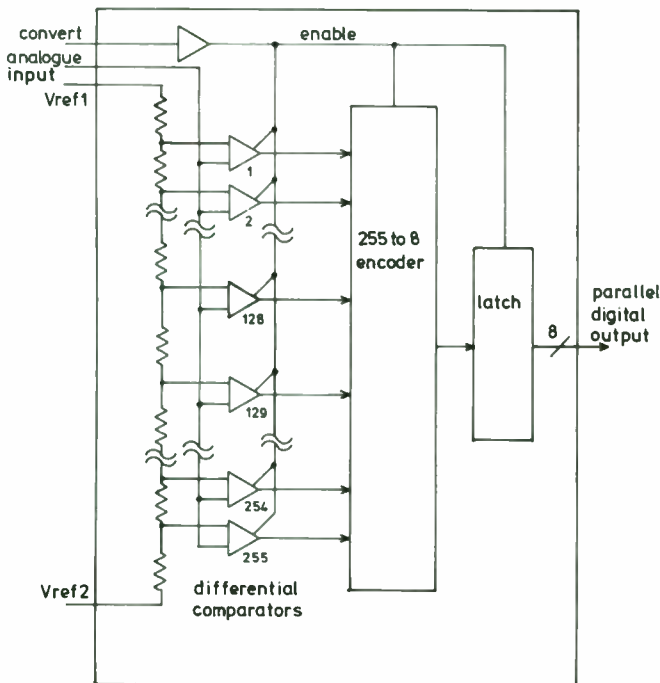 convert
enable
analogue
input
Vref1
1
2
255 to 8
encoder
128
latch
8
parallel
digital
output
129
254
255
Vref2
differential
comparators